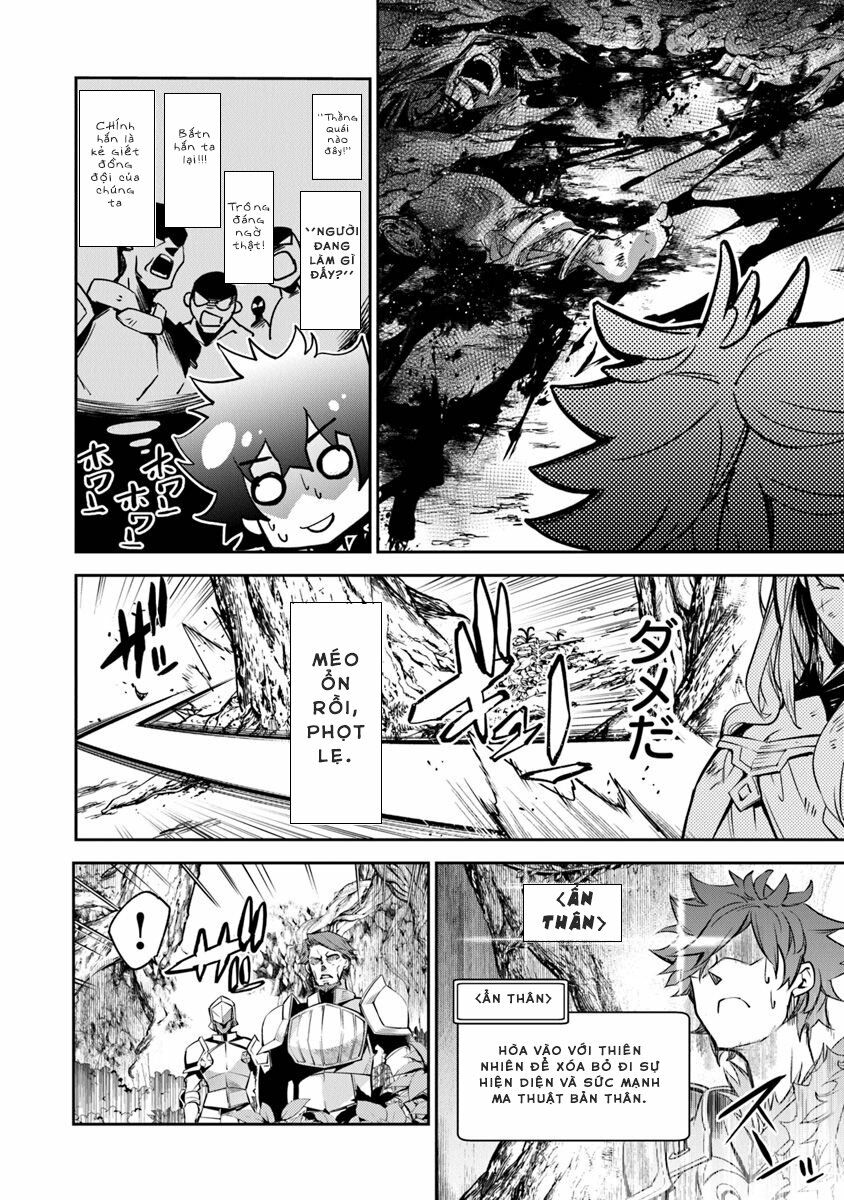 "Thằng
quái
nào
đây!"
``NGƯỜI
ĐANG
LÀM GÌ
ĐẤY?''
Trông
đáng
ngờ
thật!
Bắtn
hắn ta
lại!!!
Chính
hắn là
kẻ giết
đồng
đội của
chúng
ta
ホワー
ホワー
ホワー
ダメだ
MÉO
ỔN
RỒI,
PHỌT
LẸ.
<ẨN
THÂN>
<ẨN THÂN>
HÒA VÀO VỚI THIÊN
NHIÊN ĐỂ XÓA BỎ ĐI SỰ
HIỆN DIỆN VÀ SỨC MẠNH
MA THUẬT BẢN THÂN.
!